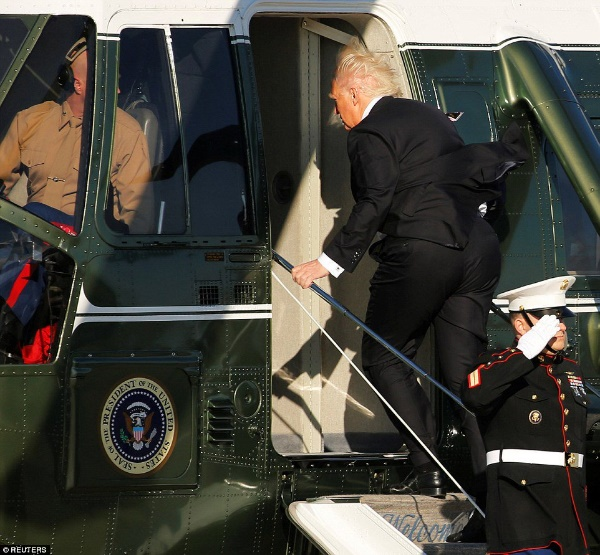 SEAL OF THE PRESIDENT OF THE UNITED STATES
Welcome
© REUTERS